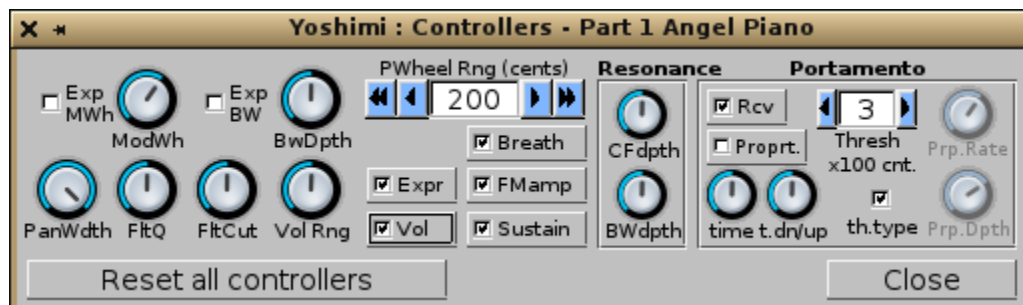 Yoshimi : Controllers - Part 1 Angel Piano
PWheel Rng (cents)
Resonance
Portamento
Exp
MWh
ModWh
Exp
BW
BwDpth
200
Breath
CFdpth
Rcv
3
Thresh
x100 cnt.
Prp.Rate
Proprt.
PanWdth
FltQ
FltCut
Vol Rng
Expr
FMamp
Vol
Sustain
BWdpth
time
t.dn/up
th.type
Prp.Dpth
Reset all controllers
Close